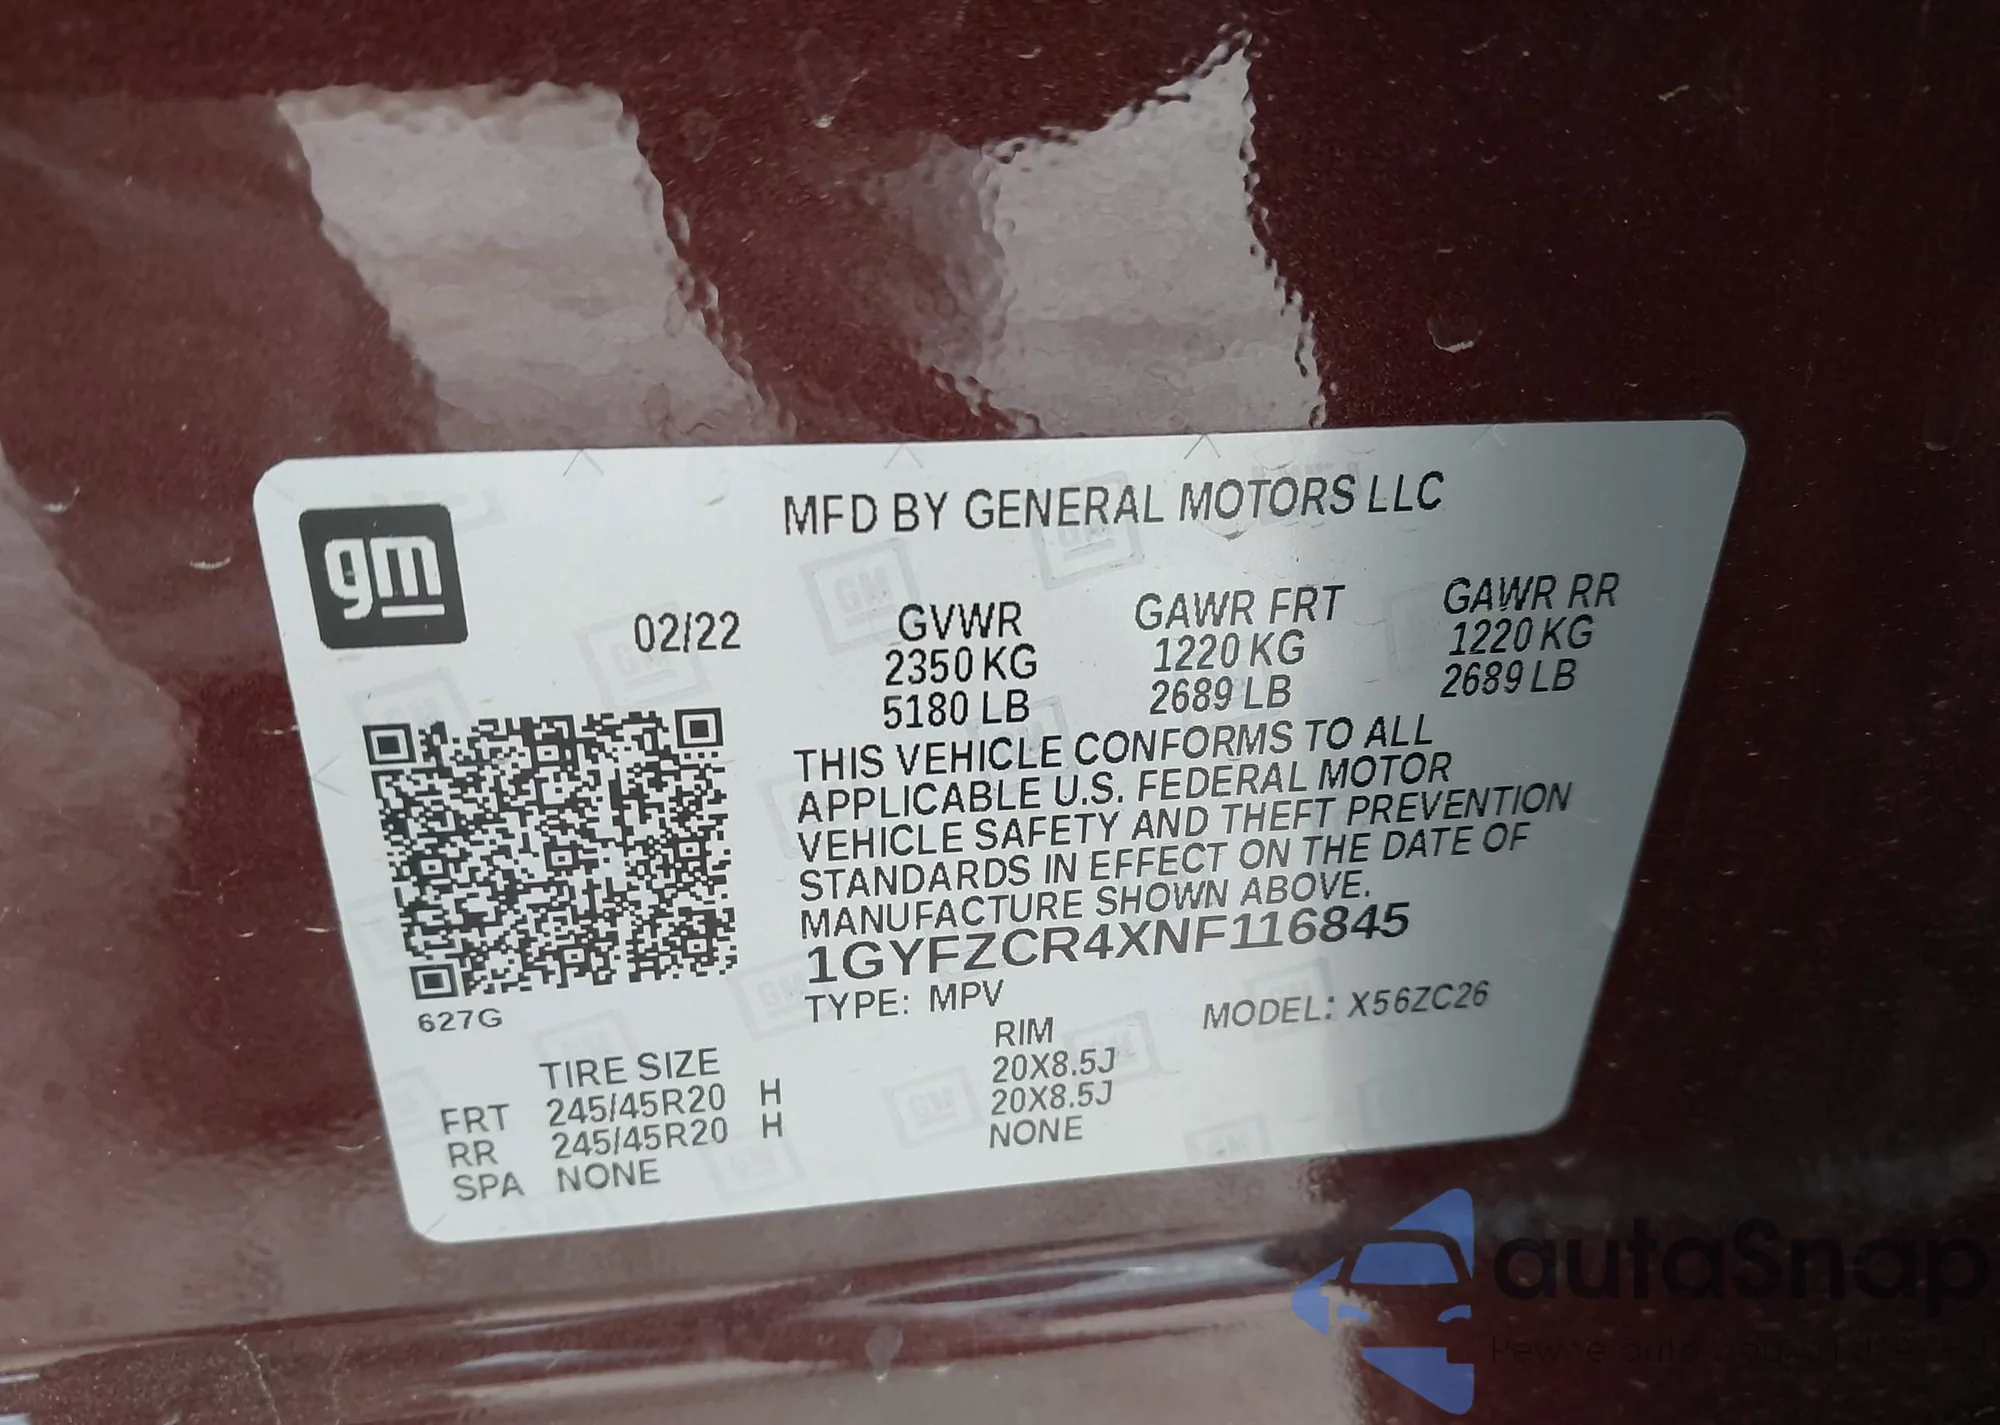 gm
MFD BY GENERAL MOTORS LLC
02/22
GVWR
2350 KG
5180 LB
GAWR FRT
1220 KG
2689 LB
GAWR RR
1220 KG
2689 LB
THIS VEHICLE CONFORMS TO ALL
APPLICABLE U.S. FEDERAL MOTOR
VEHICLE SAFETY AND THEFT PREVENTION
STANDARDS IN EFFECT ON THE DATE OF
MANUFACTURE SHOWN ABOVE.
1GYFZCR4XNF116845
TYPE: MPV
MODEL: X56ZC26
627G
TIRE SIZE RIM
FRT 245/45R20 H 20X8.5J
RR 245/45R20 H 20X8.5J
SPA NONE NONE
autaSnap